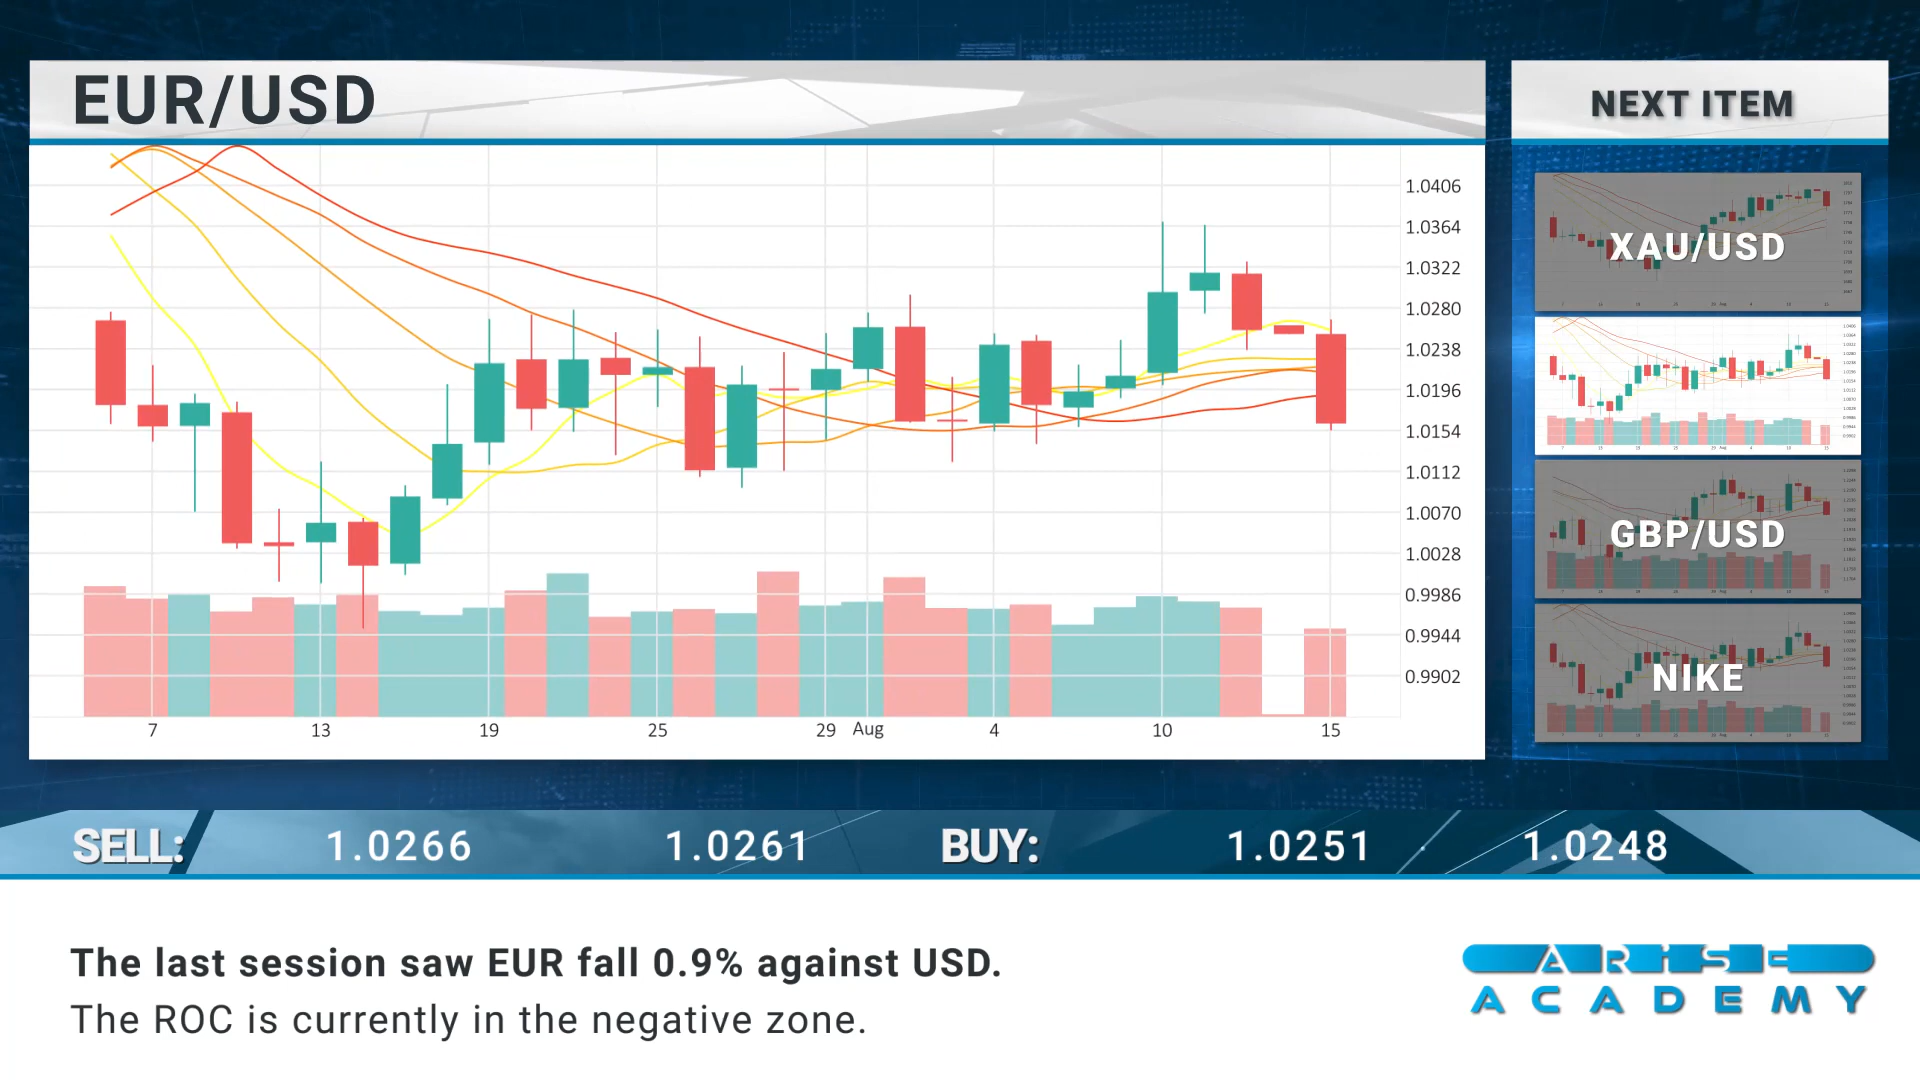 EUR/USD
NEXT ITEM
1.0406
1.0364
1.0322
1.0280
1.0238
1.0196
1.0154
1.0112
1.0070
1.0028
0.9986
0.9944
0.9902
7 13 19 25 29 Aug 4 10 15
XAU/USD
GBP/USD
NIKE
SELL: 1.0266 1.0261 BUY: 1.0251 1.0248
The last session saw EUR fall 0.9% against USD.
The ROC is currently in the negative zone.
ARISE
ACADEMY